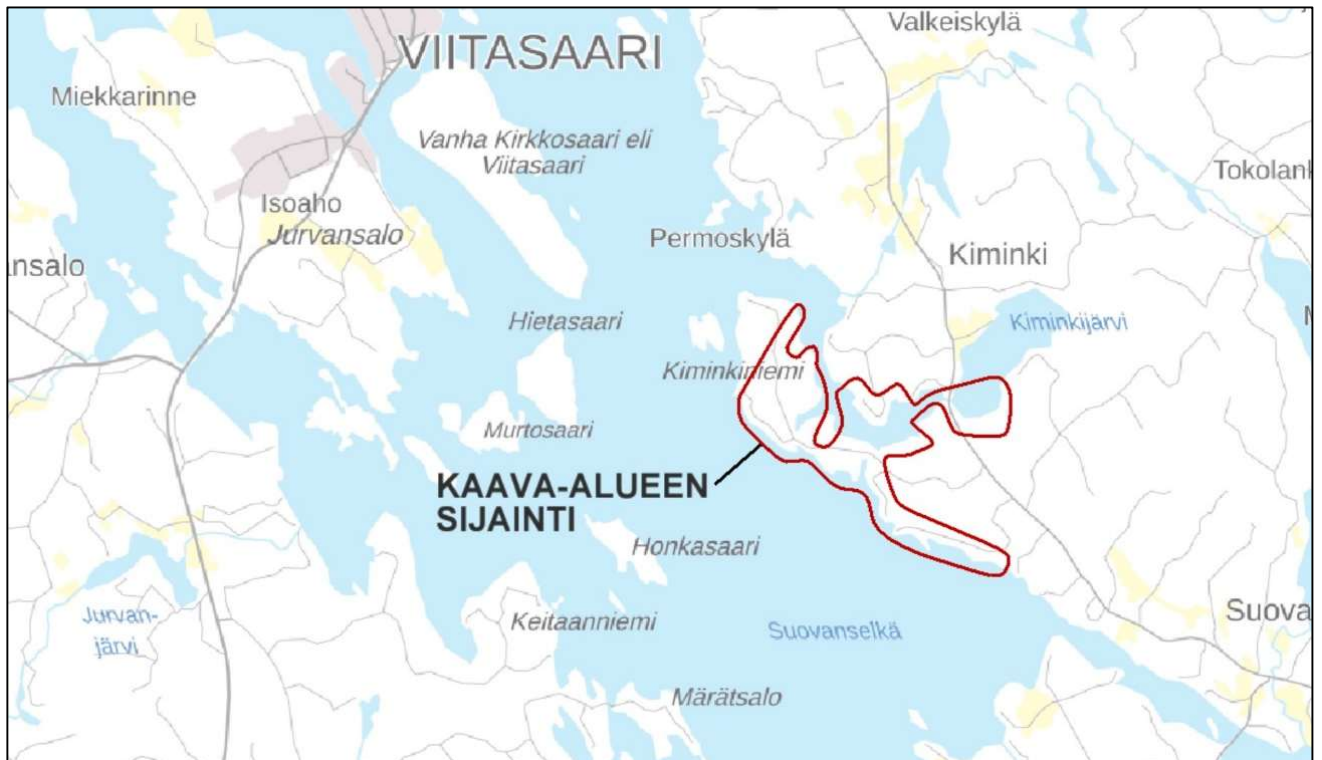 Valkeiskylä
VIITASAARI
Miekkarinne
Vanha Kirkkosaari eli
Viitasaari
Tokolank
Isoaho
Jurvansalo
Permoskylä
Kiminki
nsalo
Hietasaari
Kiminkijärvi
Kiminkiniemi
Murtosaari
KAAVA-ALUEEN
SIJAINTI
Honkasaari
Jurvan-
järvi
Keitaanniemi
Suovanselkä
Suova
Märätsalo